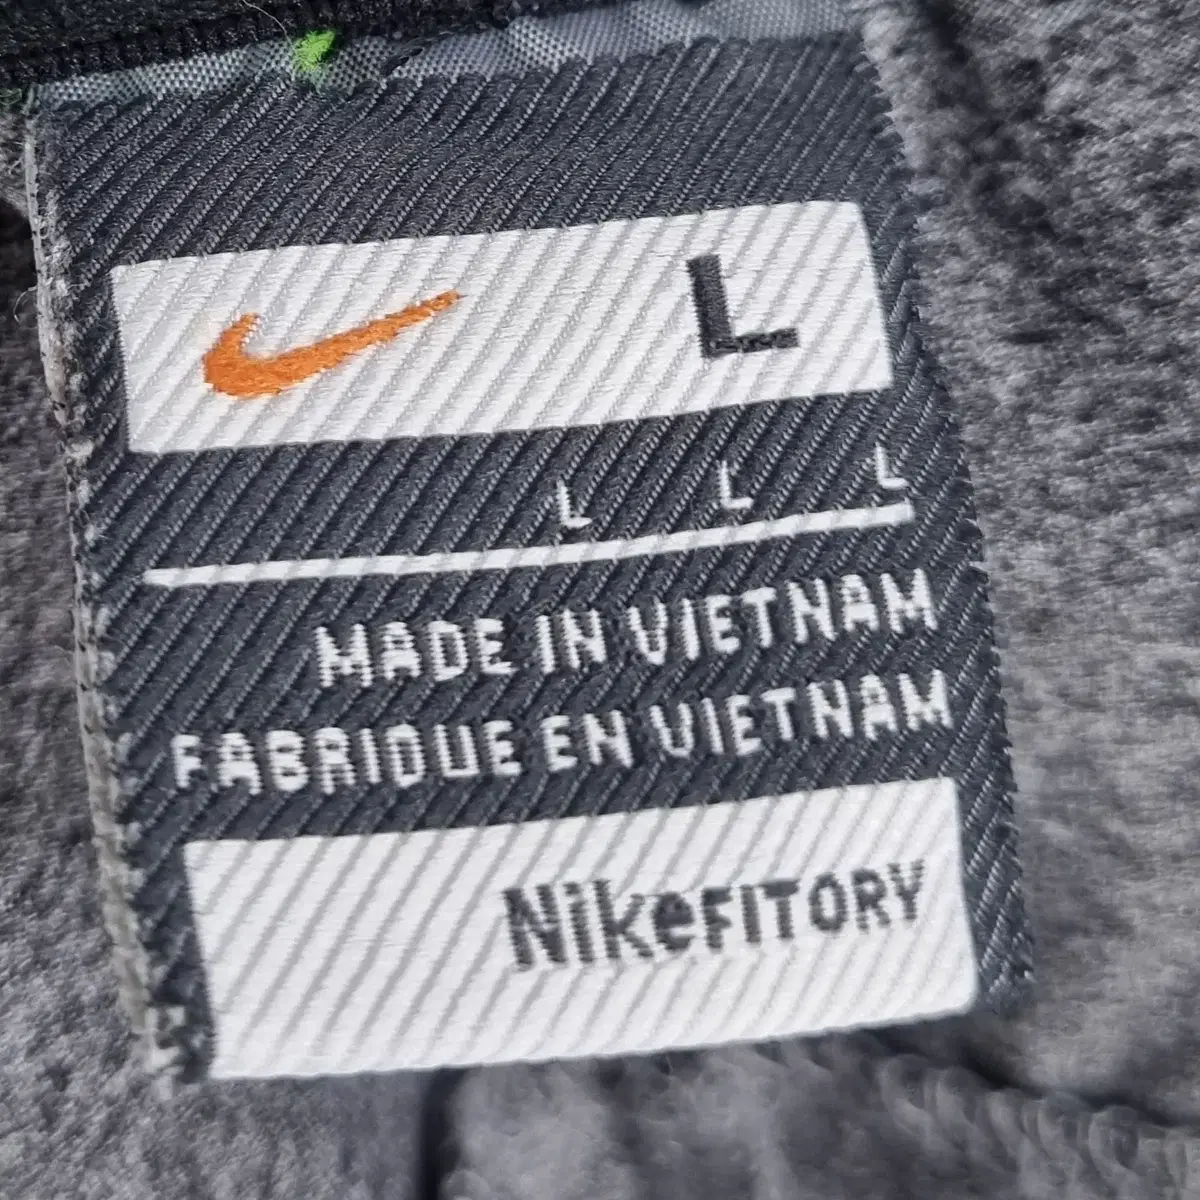 L
L L L
MADE IN VIETNAM
FABRIQUE EN VIETNAM
NikeFITORY